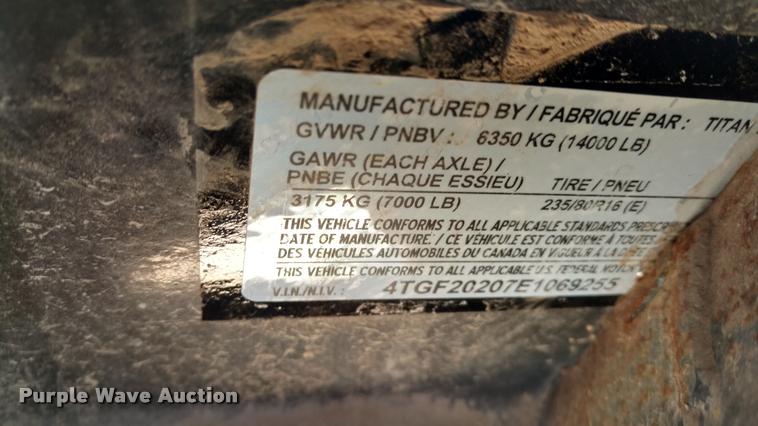 MANUFACTURED BY / FABRIQUÉ PAR: TITAN
GVWR / PNBV: 6350 KG (14000 LB)
GAWR (EACH AXLE) /
PNBE (CHAQUE ESSIEU) TIRE / PNEU
3175 KG (7000 LB) 235/80R16 (E)
THIS VEHICLE CONFORMS TO ALL APPLICABLE STANDARDS
DATE OF MANUFACTURE. / CE VÉHICULE EST CONFORME À TOUTES
DES VÉHICULES AUTOMOBILES DU CANADA EN VIGUEUR À LA
THIS VEHICLE CONFORMS TO ALL APPLICABLE U.S. FEDERAL MOTOR
V.I.N./N.I.V.: 4TGF20207E1069255
Purple Wave Auction